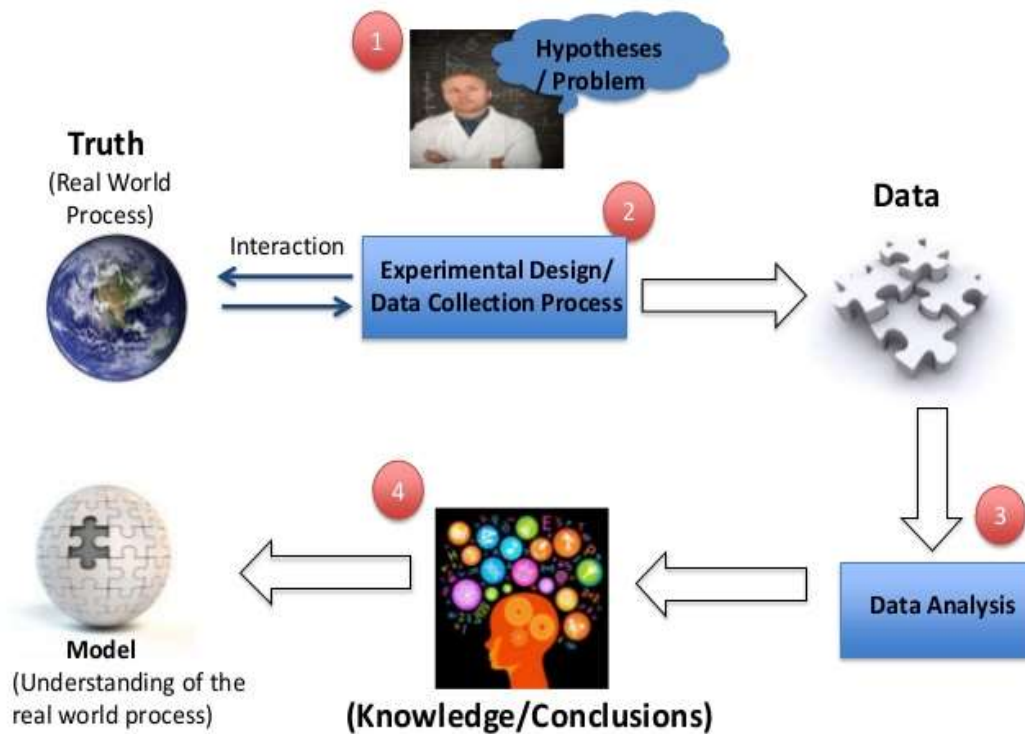 1
Hypotheses
/ Problem
Truth
(Real World
Process)
Interaction
2
Experimental Design/
Data Collection Process
Data
3
Data Analysis
4
(Knowledge/Conclusions)
Model
(Understanding of the
real world process)